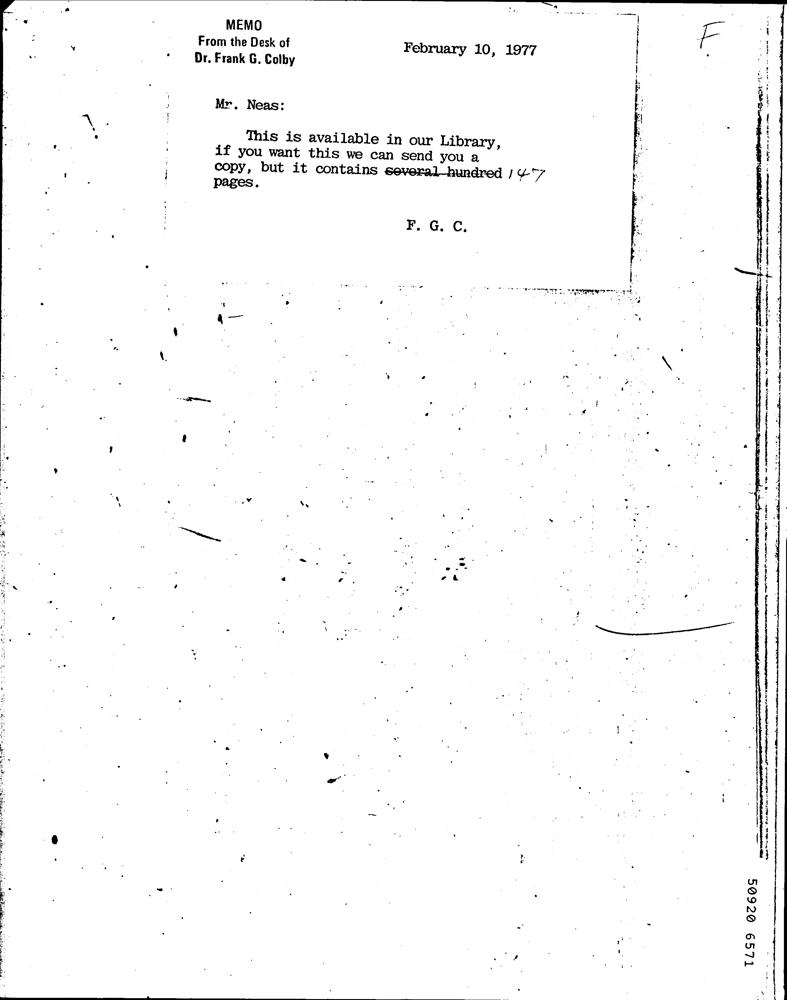 MEMO
From the Desk of
Dr. Frank G. Colby
February 10, 1977
F
Mr. Neas:
This is available in our Library,
if you want this we can send you a
copy, but it contains several hundred 147
pages.
F. G. C.
50920 6571